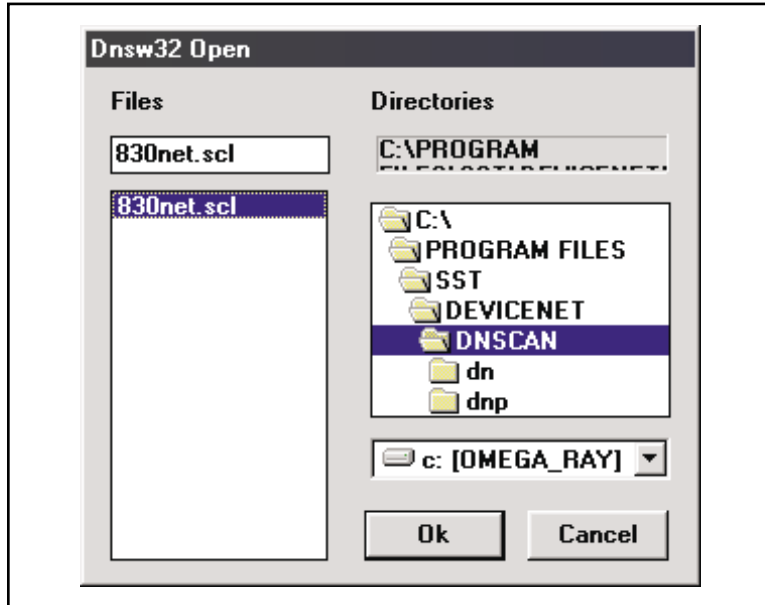 Dnsw32 Open
Files
Directories
830net.scl
C:\PROGRAM
830net.scl
C:\
PROGRAM FILES
SST
DEVICENET
DNSCAN
dn
dnp
c: [OMEGA_RAY]
Ok
Cancel